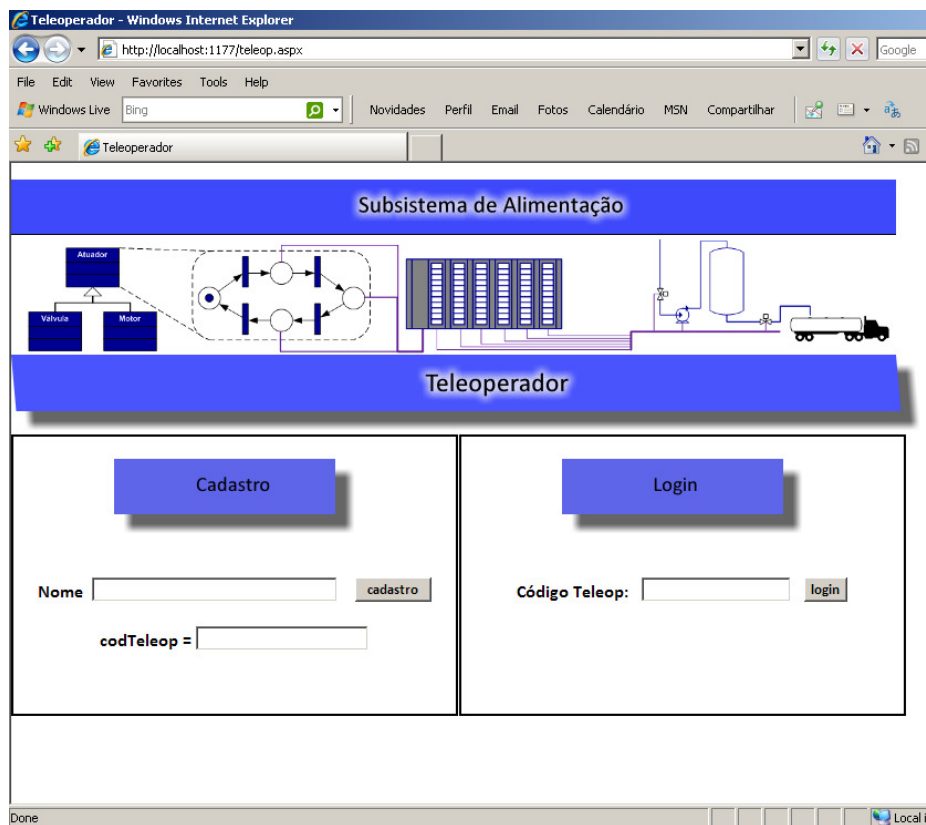 Teleoperador - Windows Internet Explorer
http://localhost:1177/teleop.aspx
Google
File Edit View Favorites Tools Help
Windows Live Bing Novidades Perfil Email Fotos Calendário MSN Compartilhar
Teleoperador
Subsistema de Alimentação
Atuador
Valvula Motor
Teleoperador
Cadastro Login
Nome cadastro Código Teleop: login
codTeleop =
Done Local i